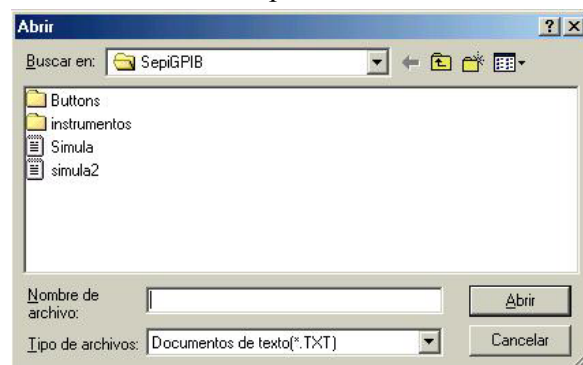 Abrir
Buscar en: SepiGPIB
Buttons
instrumentos
Simula
simula2
Nombre de archivo:
Abrir
Tipo de archivos: Documentos de texto(*.TXT)
Cancelar